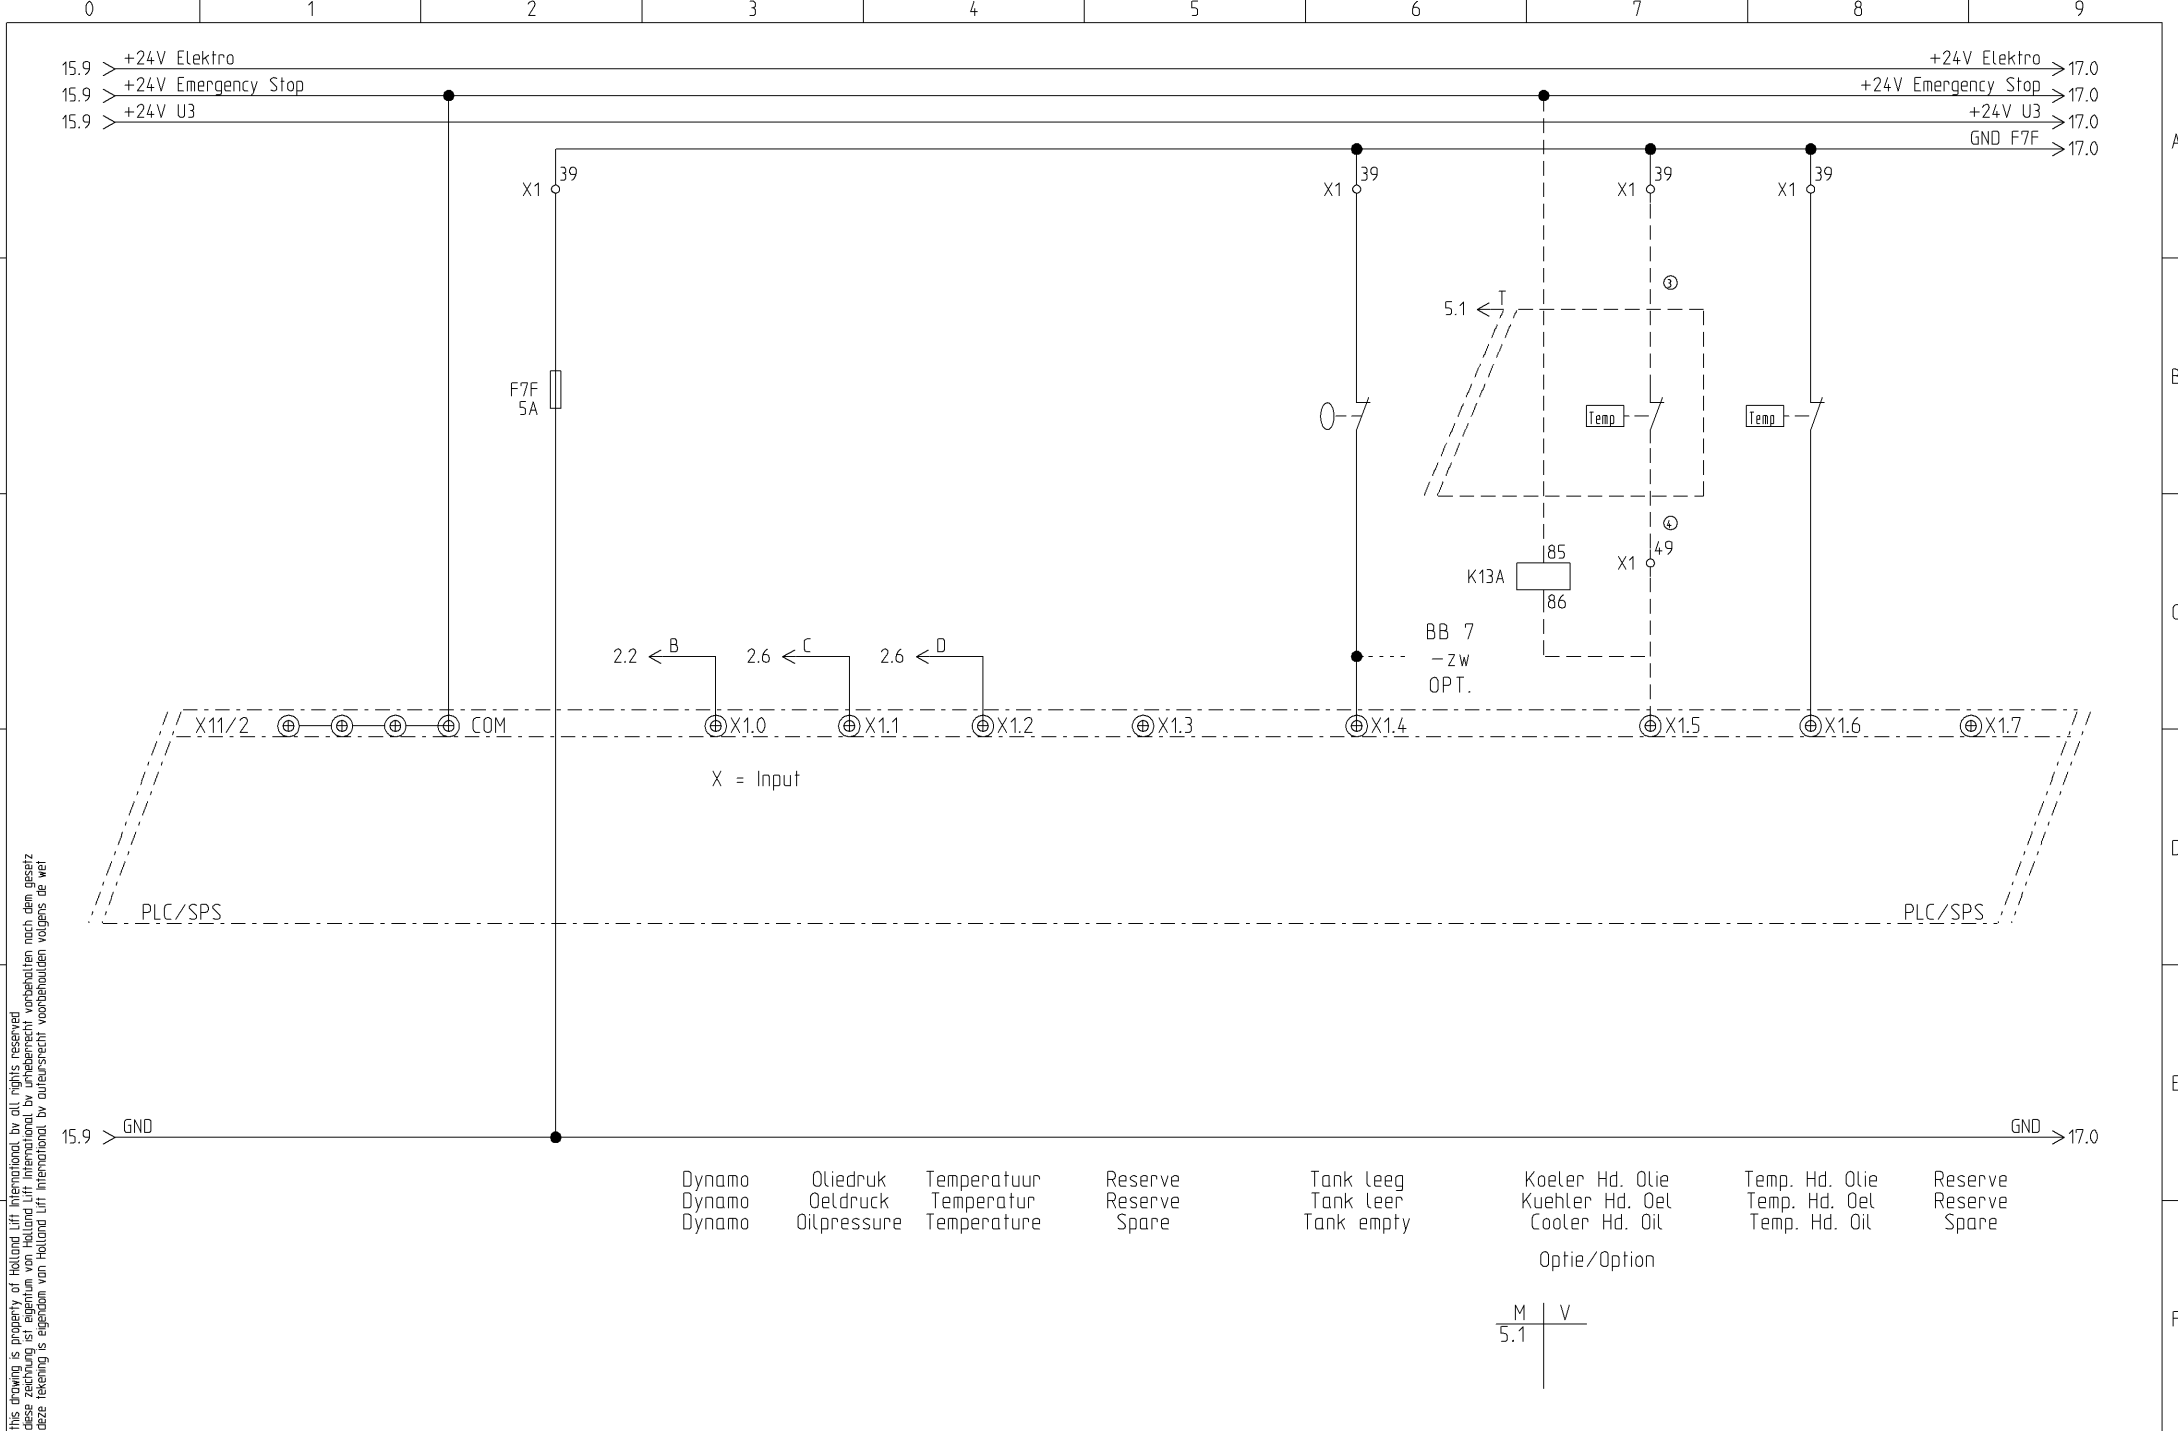 0 1 2 3 4 5 6 7 8 9
15.9 +24V Elektro +24V Elektro 17.0
15.9 +24V Emergency Stop +24V Emergency Stop 17.0
15.9 +24V U3 +24V U3 17.0
GND F7F 17.0
A
39 39 39 39
X1 X1 X1 X1
3
5.1 T
B
F7F
5A
Temp Temp
4
85 49
K13A X1
86
C
BB 7
2.2 B 2.6 C 2.6 D
-zw
OPT.
X11/2 COM X1.0 X1.1 X1.2 X1.3 X1.4 X1.5 X1.6 X1.7
X = Input
D
PLC/SPS PLC/SPS
E
15.9 GND GND 17.0
Dynamo Oliedruk Temperatuur Reserve Tank leeg Koeler Hd. Olie Temp. Hd. Olie Reserve
Dynamo Oeldruck Temperatur Reserve Tank leer Kuehler Hd. Oel Temp. Hd. Oel Reserve
Dynamo Oilpressure Temperature Spare Tank empty Cooler Hd. Oil Temp. Hd. Oil Spare
Optie/Option
M V
5.1
F
this drawing is property of Holland Lift International bv all rights reserved
diese zeichnung ist eigentum von Holland Lift International bv urheberrecht vorbehalten nach dem gesetz
deze tekening is eigendom van Holland Lift International bv auteursrecht voorbehoulden volgens de wet